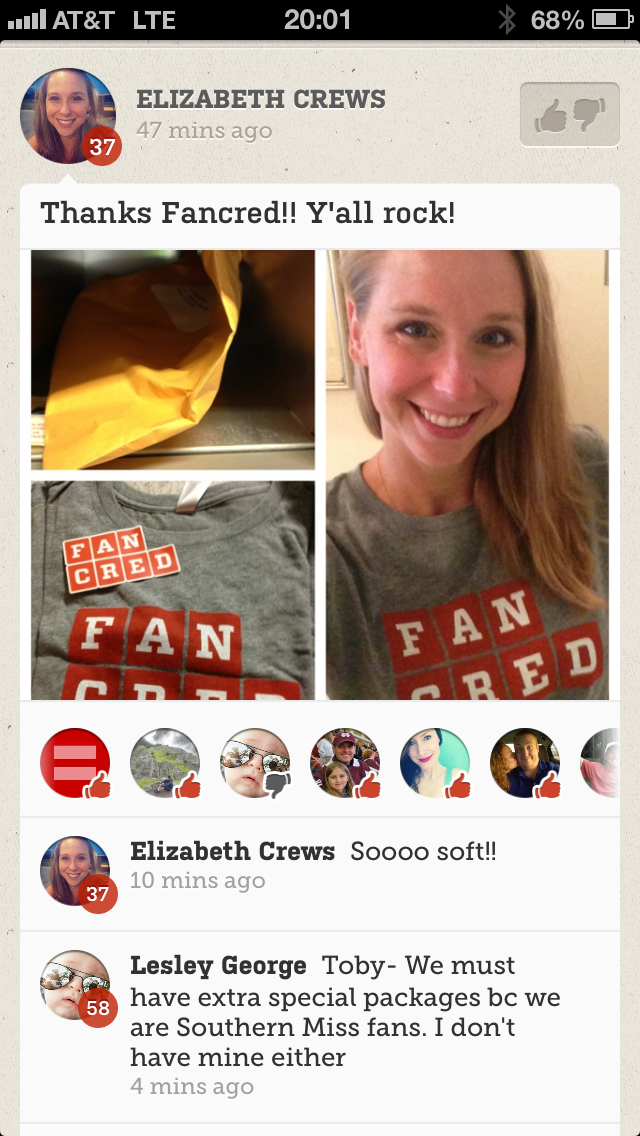 AT&T LTE 20:01 68%
ELIZABETH CREWS
47 mins ago
37
Thanks Fancred!! Y'all rock!
FAN
CRED
FAN
CRED
FAN
CRED
Elizabeth Crews Soooo soft!!
10 mins ago
37
Lesley George Toby- We must
have extra special packages bc we
are Southern Miss fans. I don't
have mine either
58
4 mins ago